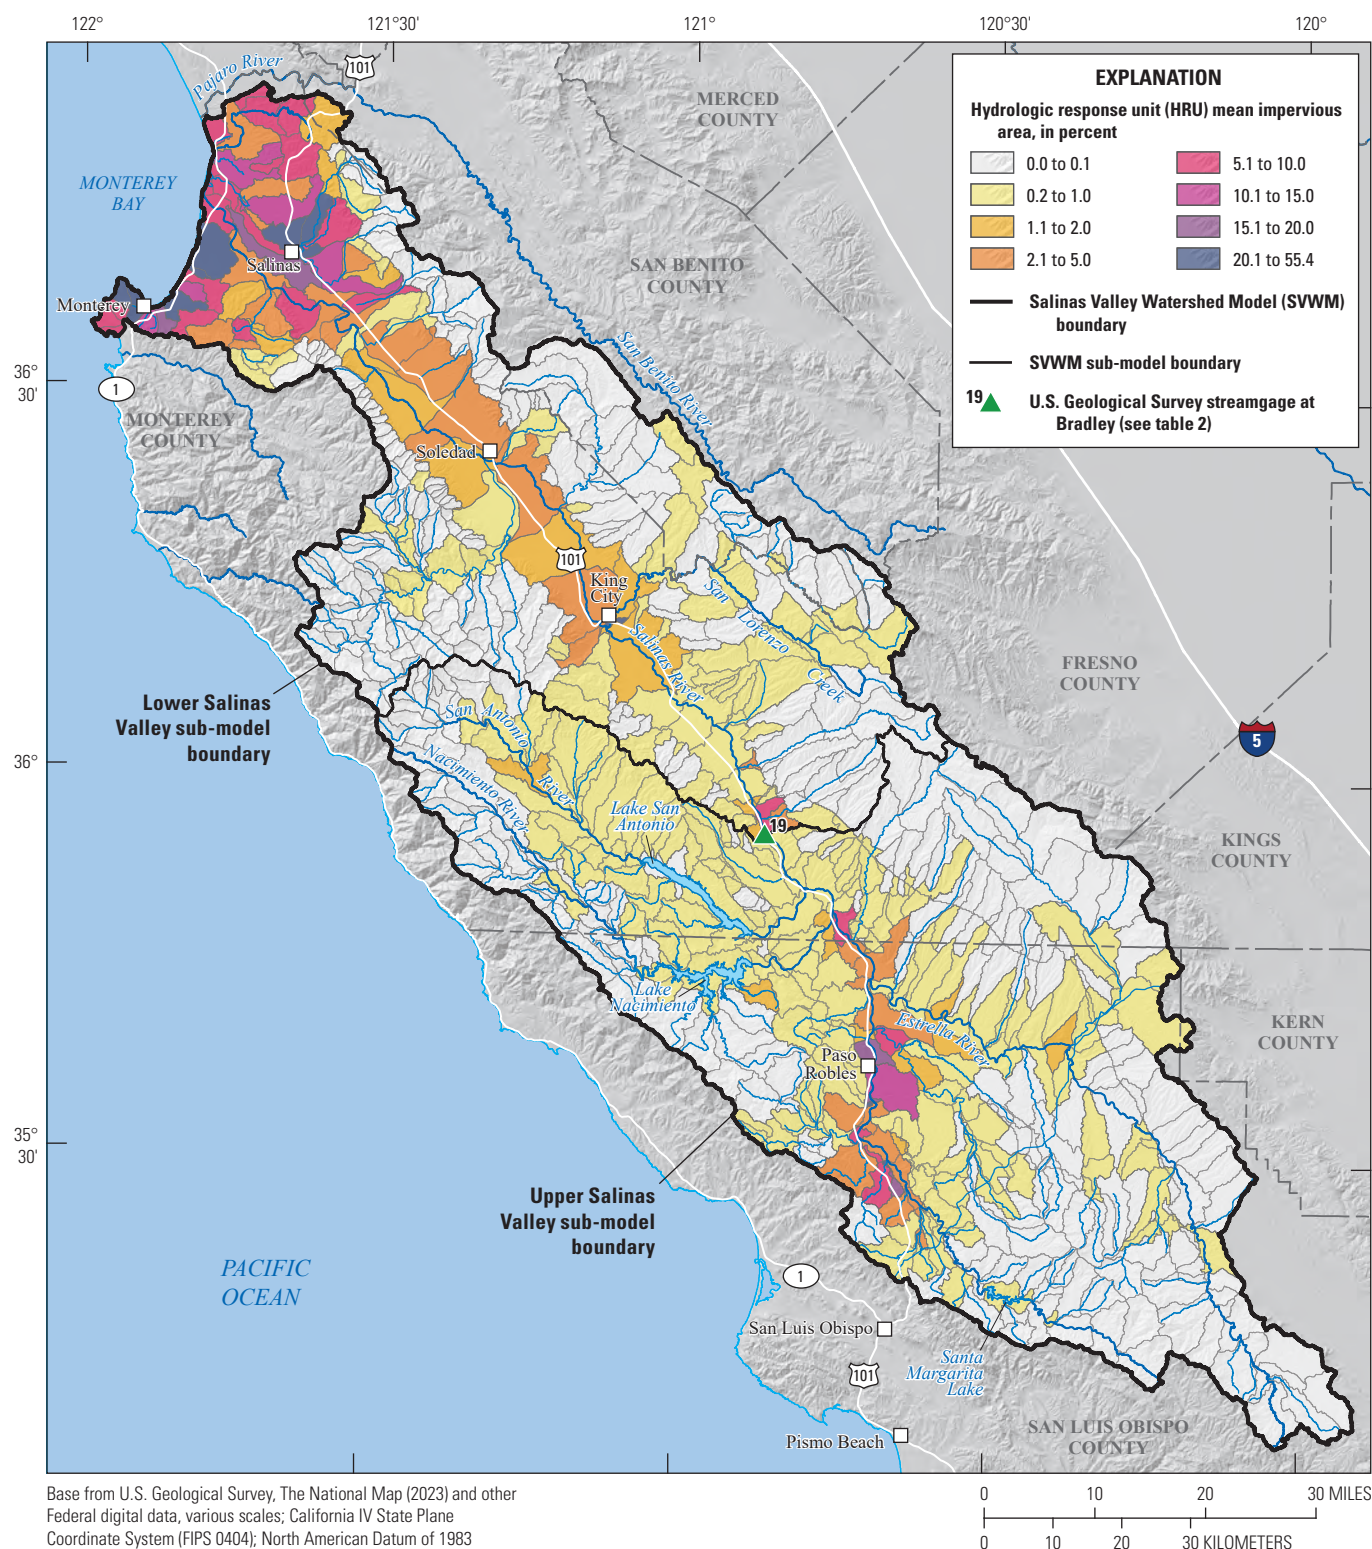 122°
121°30'
121°
120°30'
120°
36°
30'
36°
35°
30'
EXPLANATION
Hydrologic response unit (HRU) mean impervious
area, in percent
0.0 to 0.1
0.2 to 1.0
1.1 to 2.0
2.1 to 5.0
5.1 to 10.0
10.1 to 15.0
15.1 to 20.0
20.1 to 55.4
Salinas Valley Watershed Model (SVWM)
boundary
SVWM sub-model boundary
19
U.S. Geological Survey streamgage at
Bradley (see table 2)
Pajaro River
101
MERCED
COUNTY
MONTEREY
BAY
SAN BENITO
COUNTY
Salinas
Monterey
San Benito River
1
MONTEREY
COUNTY
Soledad
101
King
City
San Lorenzo Creek
Salinas River
FRESNO
COUNTY
5
Lower Salinas
Valley sub-model
boundary
San Antonio River
Nacimiento River
Lake San
Antonio
19
KINGS
COUNTY
Lake
Nacimiento
Estrella River
KERN
COUNTY
Paso
Robles
Upper Salinas
Valley sub-model
boundary
PACIFIC
OCEAN
1
San Luis Obispo
Santa
Margarita
Lake
101
SAN LUIS OBISPO
COUNTY
Pismo Beach
Base from U.S. Geological Survey, The National Map (2023) and other
Federal digital data, various scales; California IV State Plane
Coordinate System (FIPS 0404); North American Datum of 1983
0 10 20 30 MILES
0 10 20 30 KILOMETERS